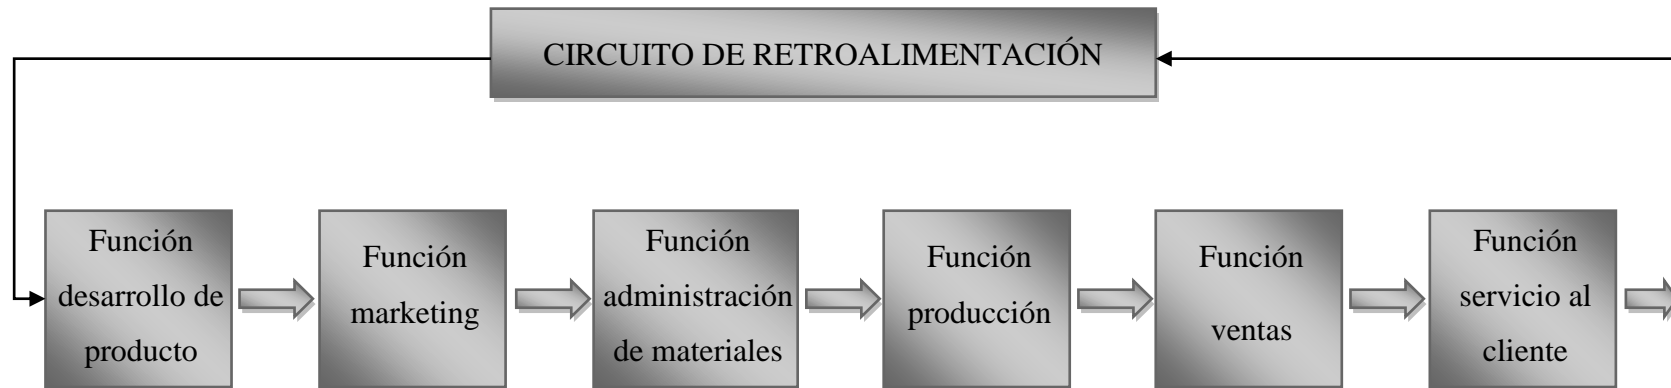 CIRCUITO DE RETROALIMENTACIÓN
Función
desarrollo de
producto
Función
marketing
Función
administración
de materiales
Función
producción
Función
ventas
Función
servicio al
cliente